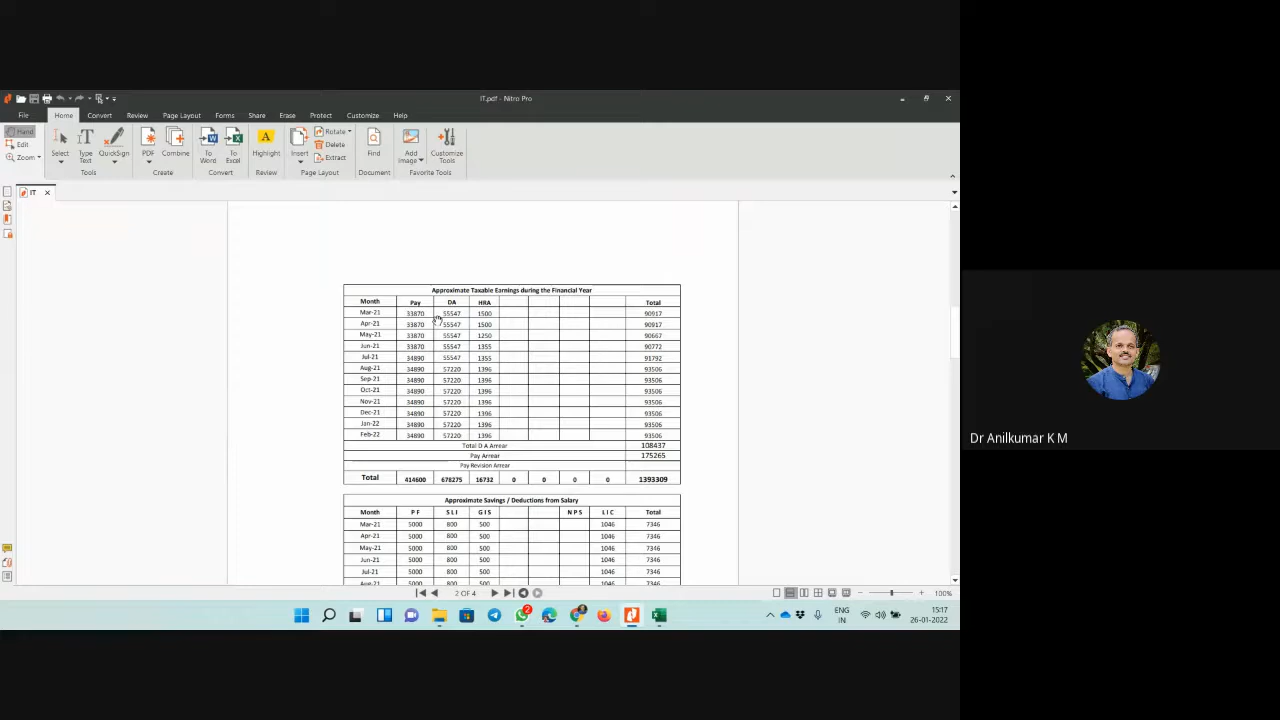 IT.pdf - Nitro Pro
File Home Convert Review Page Layout Forms Share Erase Protect Customize Help
Hand
Edit
Zoom
Select Type Text QuickSign
Tools
PDF Combine
Create
To Word To Excel
Convert
Highlight
Review
Insert Rotate Delete Extract
Page Layout
Find
Document
Add Image Customize Tools
Favorite Tools
IT
Approximate Taxable Earnings during the Financial Year
Month Pay DA HRA Total
Mar-21 33870 55547 1500 90917
Apr-21 33870 55547 1500 90917
May-21 33870 55547 1250 90667
Jun-21 33870 55547 1355 90772
Jul-21 34890 55547 1355 91792
Aug-21 34890 57220 1396 93506
Sep-21 34890 57220 1396 93506
Oct-21 34890 57220 1396 93506
Nov-21 34890 57220 1396 93506
Dec-21 34890 57220 1396 93506
Jan-22 34890 57220 1396 93506
Feb-22 34890 57220 1396 93506
Total D A Arrear 108437
Pay Arrear 175265
Pay Revision Arrear
Total 414600 678275 16732 0 0 0 0 1393309
Approximate Savings / Deductions from Salary
Month P F S L I G I S N P S L I C Total
Mar-21 5000 800 500 1046 7346
Apr-21 5000 800 500 1046 7346
May-21 5000 800 500 1046 7346
Jun-21 5000 800 500 1046 7346
Jul-21 5000 800 500 1046 7346
Aug-21 5000 800 500 1046 7346
2 OF 4
100%
2
ENG
IN
15:17
26-01-2022
Dr Anilkumar K M